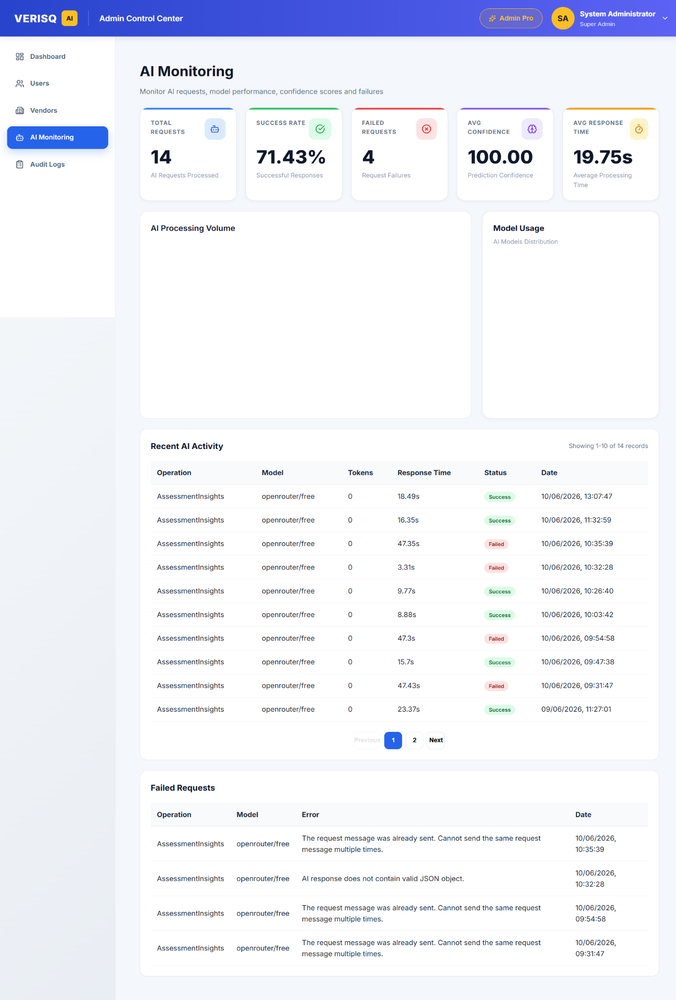 VERISQ AI
Admin Control Center
Admin Pro
SA
System Administrator
Super Admin
Dashboard
Users
Vendors
AI Monitoring
Audit Logs
AI Monitoring
Monitor AI requests, model performance, confidence scores and failures
TOTAL
REQUESTS
14
AI Requests Processed
SUCCESS RATE
71.43%
Successful Responses
FAILED
REQUESTS
4
Request Failures
AVG
CONFIDENCE
100.00
Prediction Confidence
AVG RESPONSE
TIME
19.75s
Average Processing
Time
AI Processing Volume
Model Usage
AI Models Distribution
Recent AI Activity
Showing 1-10 of 14 records
Operation Model Tokens Response Time Status Date
AssessmentInsights openrouter/free 0 18.49s Success 10/06/2026, 13:07:47
AssessmentInsights openrouter/free 0 16.35s Success 10/06/2026, 11:32:59
AssessmentInsights openrouter/free 0 47.35s Failed 10/06/2026, 10:35:39
AssessmentInsights openrouter/free 0 3.31s Failed 10/06/2026, 10:32:28
AssessmentInsights openrouter/free 0 9.77s Success 10/06/2026, 10:26:40
AssessmentInsights openrouter/free 0 8.88s Success 10/06/2026, 10:03:42
AssessmentInsights openrouter/free 0 47.3s Failed 10/06/2026, 09:54:58
AssessmentInsights openrouter/free 0 15.7s Success 10/06/2026, 09:47:38
AssessmentInsights openrouter/free 0 47.43s Failed 10/06/2026, 09:31:47
AssessmentInsights openrouter/free 0 23.37s Success 09/06/2026, 11:27:01
Previous 1 2 Next
Failed Requests
Operation Model Error Date
AssessmentInsights openrouter/free The request message was already sent. Cannot send the same request message multiple times. 10/06/2026, 10:35:39
AssessmentInsights openrouter/free AI response does not contain valid JSON object. 10/06/2026, 10:32:28
AssessmentInsights openrouter/free The request message was already sent. Cannot send the same request message multiple times. 10/06/2026, 09:54:58
AssessmentInsights openrouter/free The request message was already sent. Cannot send the same request message multiple times. 10/06/2026, 09:31:47